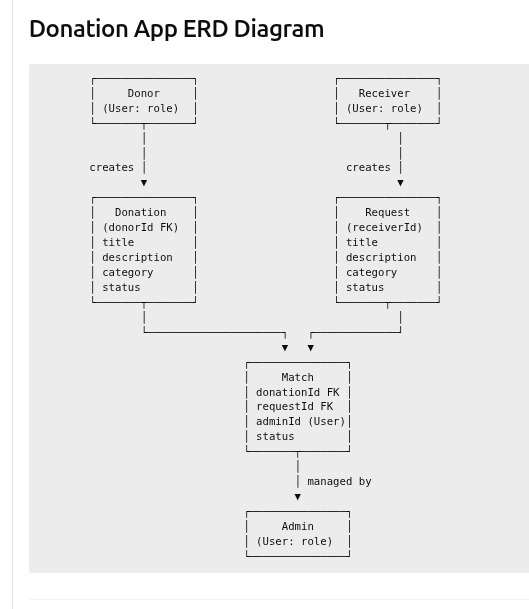 Donation App ERD Diagram
Donor
(User: role)
Receiver
(User: role)
creates
creates
Donation
(donorId FK)
title
description
category
status
Request
(receiverId)
title
description
category
status
Match
donationId FK
requestId FK
adminId (User)
status
managed by
Admin
(User: role)